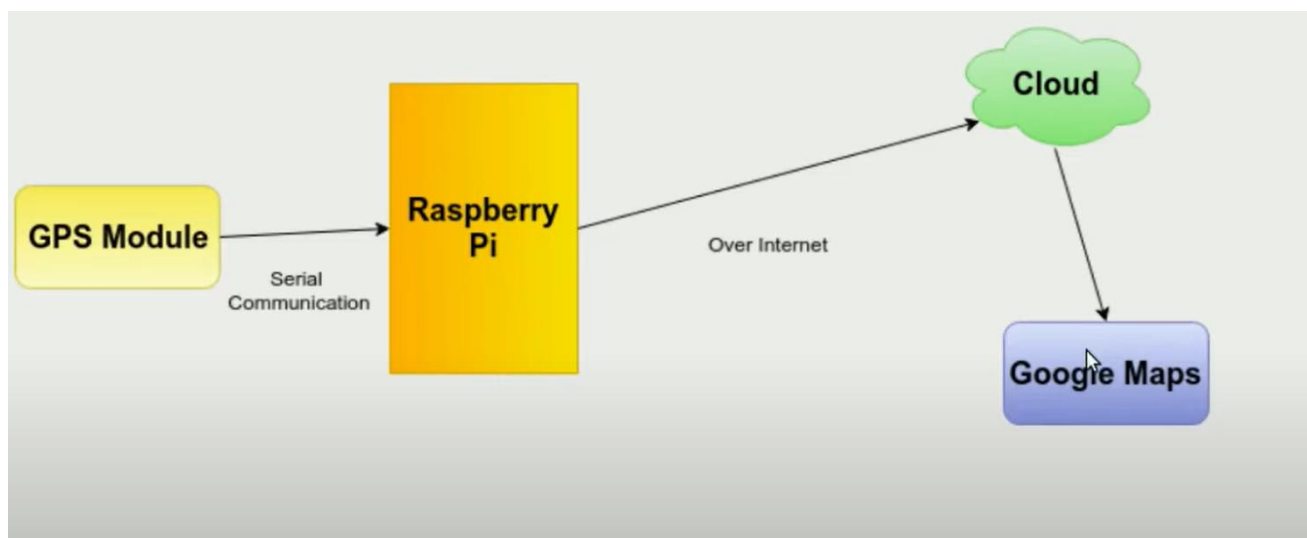 GPS Module
Serial
Communication
Raspberry
Pi
Over Internet
Cloud
Google Maps